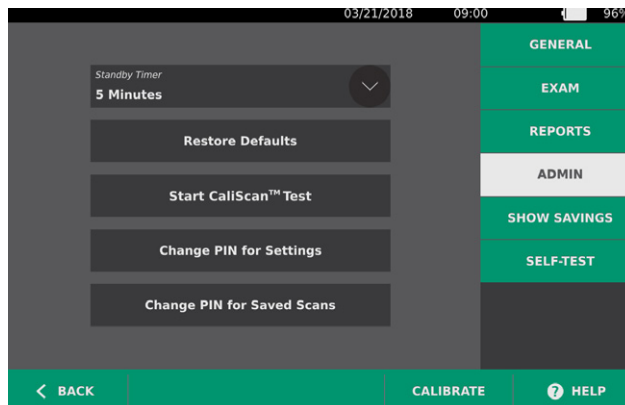 03/21/2018 09:00 96%
GENERAL
Standby Timer
5 Minutes
EXAM
Restore Defaults
REPORTS
ADMIN
Start CaliScan™ Test
SHOW SAVINGS
Change PIN for Settings
SELF-TEST
Change PIN for Saved Scans
BACK
CALIBRATE
? HELP